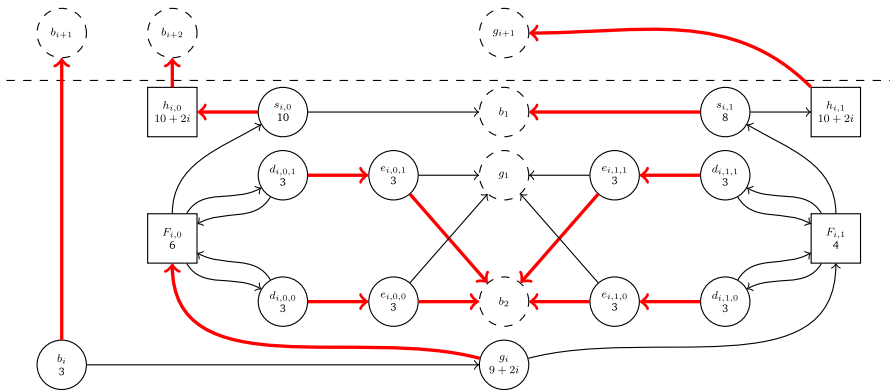 b_{i+1}
b_{i+2}
g_{i+1}
h_{i,0}
10 + 2i
s_{i,0}
10
b_1
s_{i,1}
8
h_{i,1}
10 + 2i
d_{i,0,1}
3
e_{i,0,1}
3
g_1
e_{i,1,1}
3
d_{i,1,1}
3
F_{i,0}
6
F_{i,1}
4
d_{i,0,0}
3
e_{i,0,0}
3
b_2
e_{i,1,0}
3
d_{i,1,0}
3
b_i
3
g_i
9 + 2i